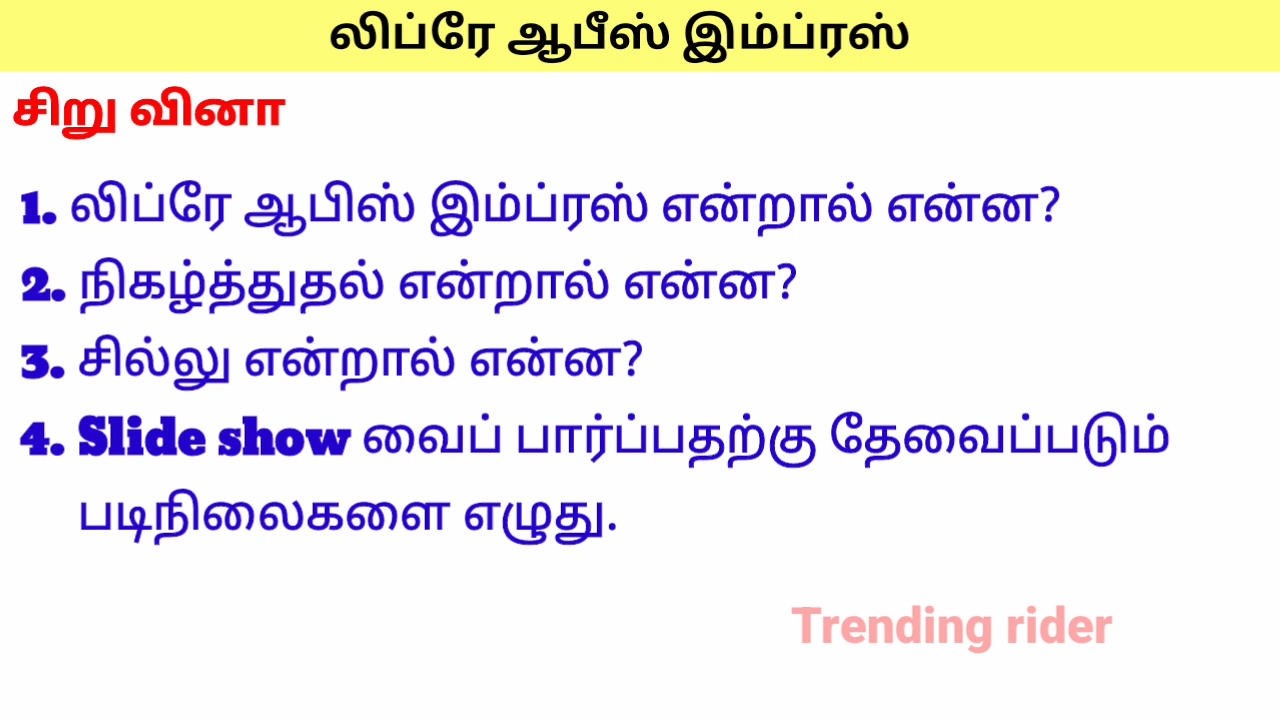 லிப்ரே ஆபீஸ் இம்ப்ரஸ்
சிறு வினா
1. லிப்ரே ஆபிஸ் இம்ப்ரஸ் என்றால் என்ன?
2. நிகழ்த்துதல் என்றால் என்ன?
3. சில்லு என்றால் என்ன?
4. Slide show வைப் பார்ப்பதற்கு தேவைப்படும்
படிநிலைகளை எழுது.
Trending rider